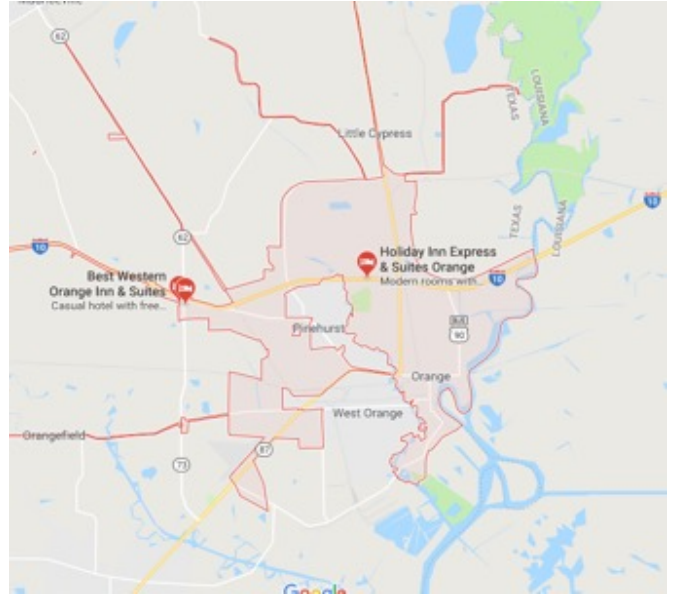 62
Little Cypress
TEXAS
LOUISIANA
TEXAS
LOUISIANA
10
62
10
Holiday Inn Express
& Suites Orange
Modern rooms with...
Best Western
Orange Inn & Suites
Casual hotel with free...
Pinehurst
90
Orange
West Orange
Orangefield
87
73
Google